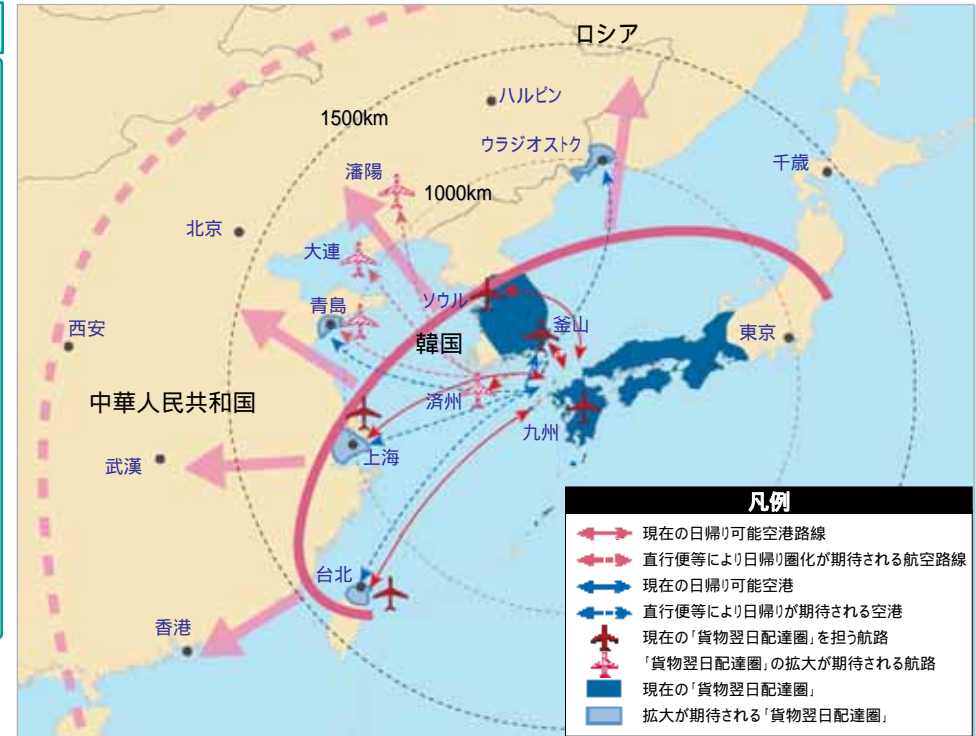 ロシア
ハルピン
1500km
ウラジオストク
千歳
瀋陽
1000km
北京
大連
ソウル
青島
釜山
西安
韓国
東京
中華人民共和国
済州
九州
上海
武漢
台北
香港
凡例
現在の日帰り可能空港路線
直行便等により日帰り圏化が期待される航空路線
現在の日帰り可能空港
直行便等により日帰りが期待される空港
現在の「貨物翌日配達圏」を担う航路
「貨物翌日配達圏」の拡大が期待される航路
現在の「貨物翌日配達圏」
拡大が期待される「貨物翌日配達圏」